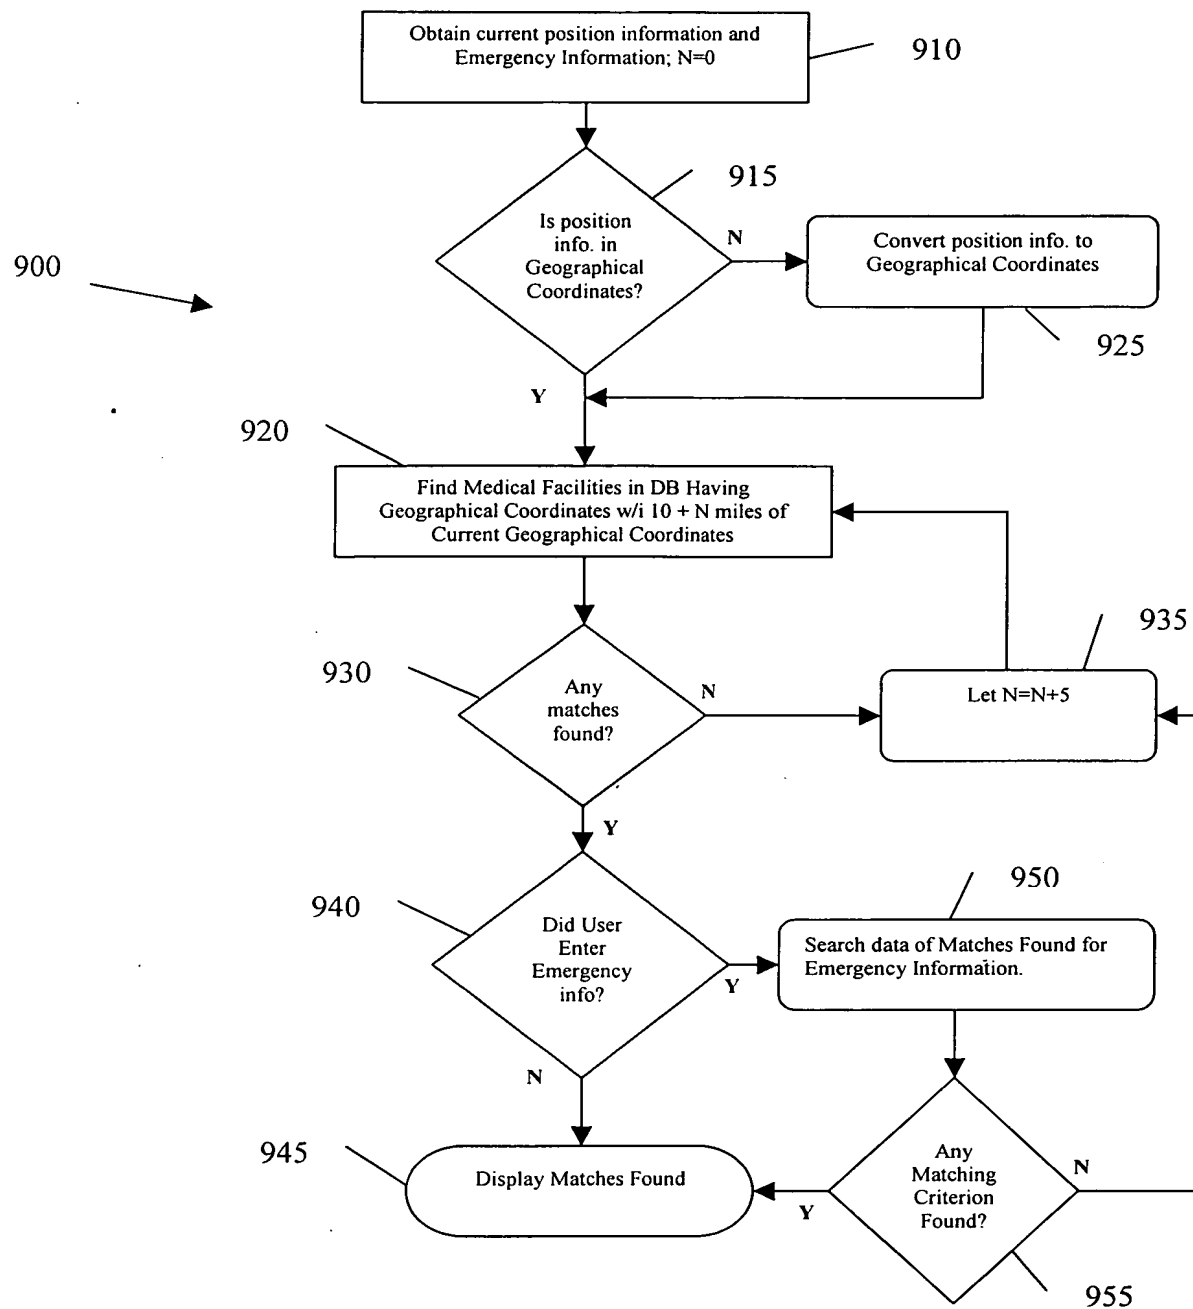 Obtain current position information and
Emergency Information; N=0
910
915
Is position
info. in
Geographical
Coordinates?
N
Convert position info. to
Geographical Coordinates
900
925
Y
920
Find Medical Facilities in DB Having
Geographical Coordinates w/i 10 + N miles of
Current Geographical Coordinates
935
930
Any
matches
found?
N
Let N=N+5
Y
950
940
Did User
Enter
Emergency
info?
Y
Search data of Matches Found for
Emergency Information.
N
945
Display Matches Found
Any
Matching
Criterion
Found?
N
Y
955